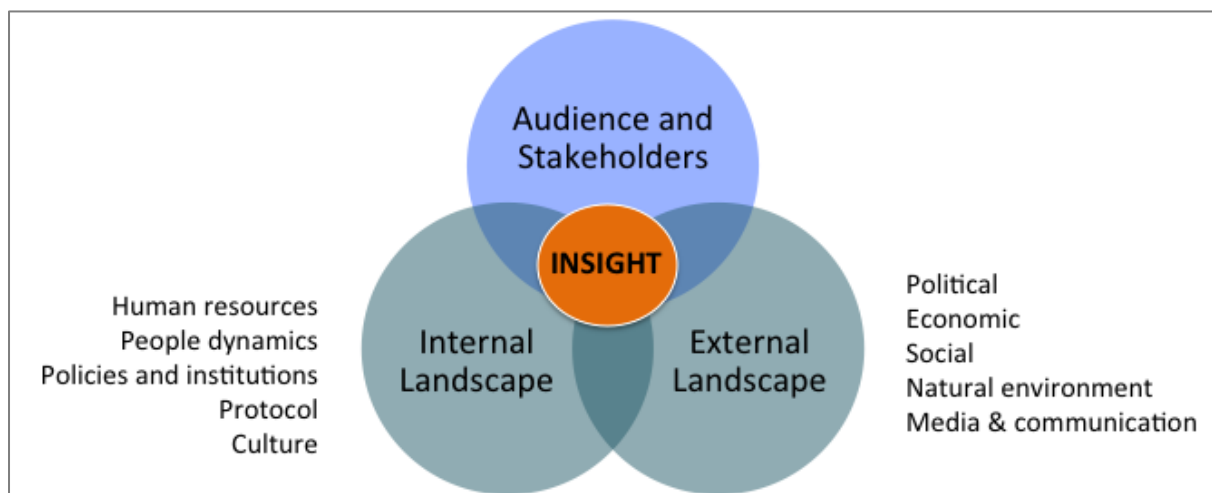 Audience and
Stakeholders
INSIGHT
Human resources
People dynamics
Policies and institutions
Protocol
Culture
Internal
Landscape
External
Landscape
Political
Economic
Social
Natural environment
Media & communication